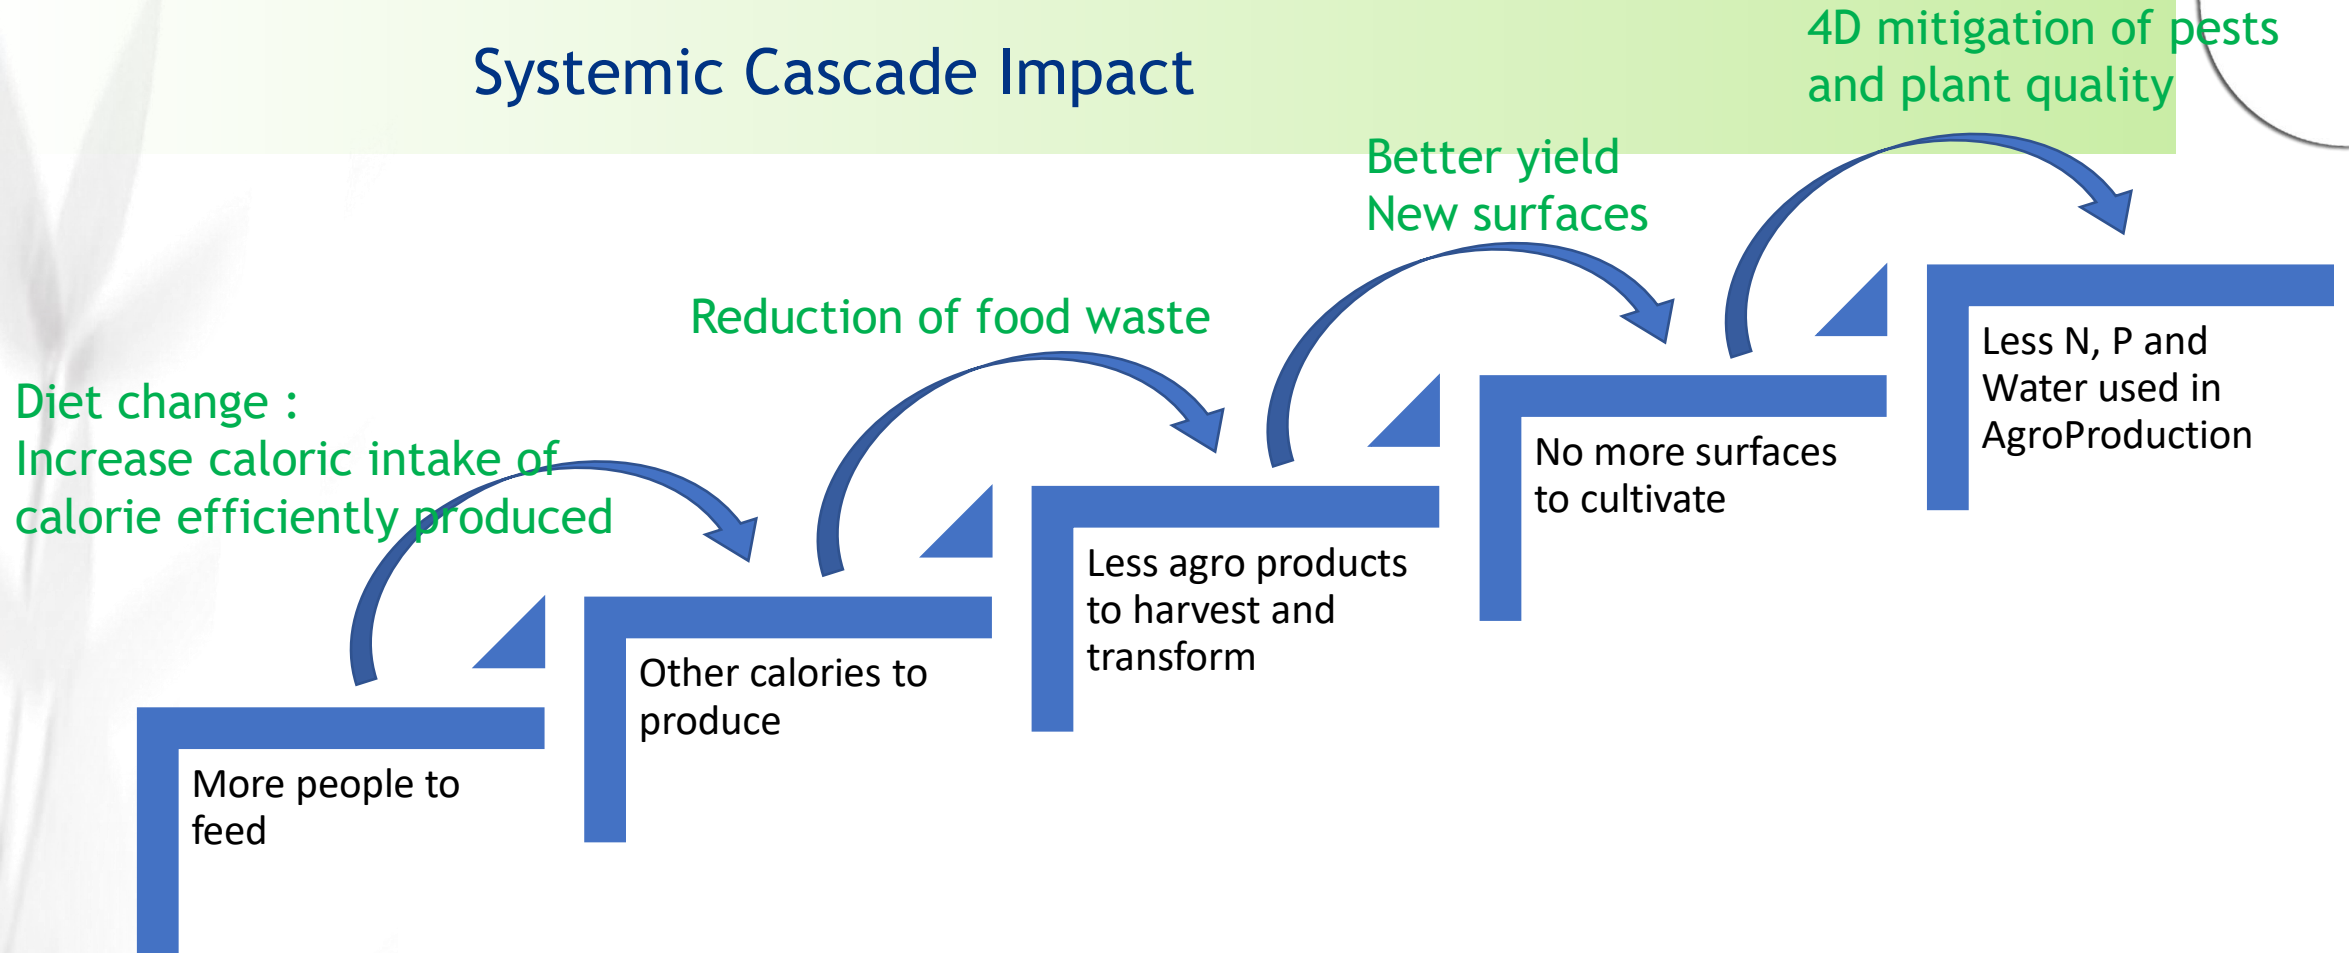 Systemic Cascade Impact
4D mitigation of pests
and plant quality
Better yield
New surfaces
Reduction of food waste
Diet change :
Increase caloric intake of
calorie efficiently produced
More people to
feed
Other calories to
produce
Less agro products
to harvest and
transform
No more surfaces
to cultivate
Less N, P and
Water used in
AgroProduction